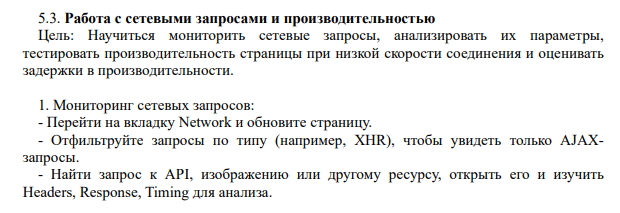 5.3. Работа с сетевыми запросами и производительностью
Цель: Научиться мониторить сетевые запросы, анализировать их параметры,
тестировать производительность страницы при низкой скорости соединения и оценивать
задержки в производительности.
1. Мониторинг сетевых запросов:
- Перейти на вкладку Network и обновите страницу.
- Отфильтруйте запросы по типу (например, XHR), чтобы увидеть только AJAX-
запросы.
- Найти запрос к API, изображению или другому ресурсу, открыть его и изучить
Headers, Response, Timing для анализа.